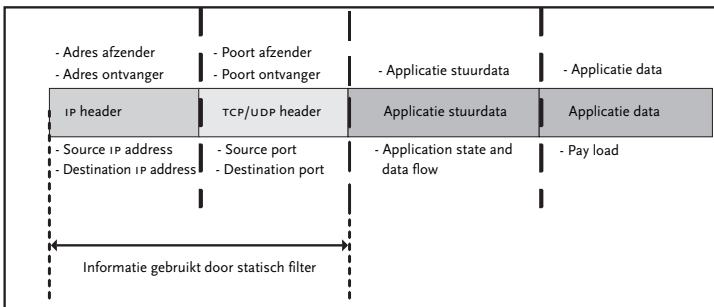 - Adres afzender
- Adres ontvanger
- Poort afzender
- Poort ontvanger
- Applicatie stuurdata
- Applicatie data
IP header
TCP/UDP header
Applicatie stuurdata
Applicatie data
- Source IP address
- Destination IP address
- Source port
- Destination port
- Application state and
data flow
- Pay load
Informatie gebruikt door statisch filter